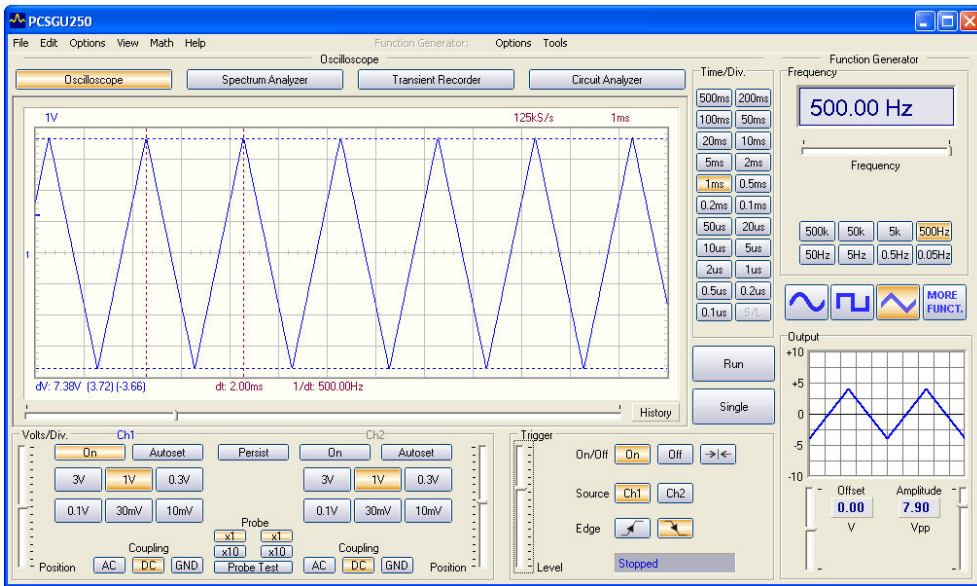 PCSGU250
File Edit Options View Math Help Function Generator: Options Tools
Oscilloscope
Oscilloscope Spectrum Analyzer Transient Recorder Circuit Analyzer
1V 125kS/s 1ms
1
dV: 7.38V (3.72) (-3.66) dt: 2.00ms 1/dt: 500.00Hz
History
Time/Div.
500ms 200ms
100ms 50ms
20ms 10ms
5ms 2ms
1ms 0.5ms
0.2ms 0.1ms
50us 20us
10us 5us
2us 1us
0.5us 0.2us
0.1us S/L
Run
Single
Function Generator
Frequency
500.00 Hz
Frequency
500k 50k 5k 500Hz
50Hz 5Hz 0.5Hz 0.05Hz
MORE
FUNCT.
Output
+10
+5
0
-5
-10
Offset Amplitude
0.00 7.90
V Vpp
Volts/Div. Ch1 Ch2
On Autoset Persist On Autoset
3V 1V 0.3V 3V 1V 0.3V
0.1V 30mV 10mV 0.1V 30mV 10mV
Probe
x1 x1
x10 x10
Coupling Coupling
Position AC DC GND Probe Test AC DC GND Position
Trigger
On/Off On Off
Source Ch1 Ch2
Edge
Level Stopped